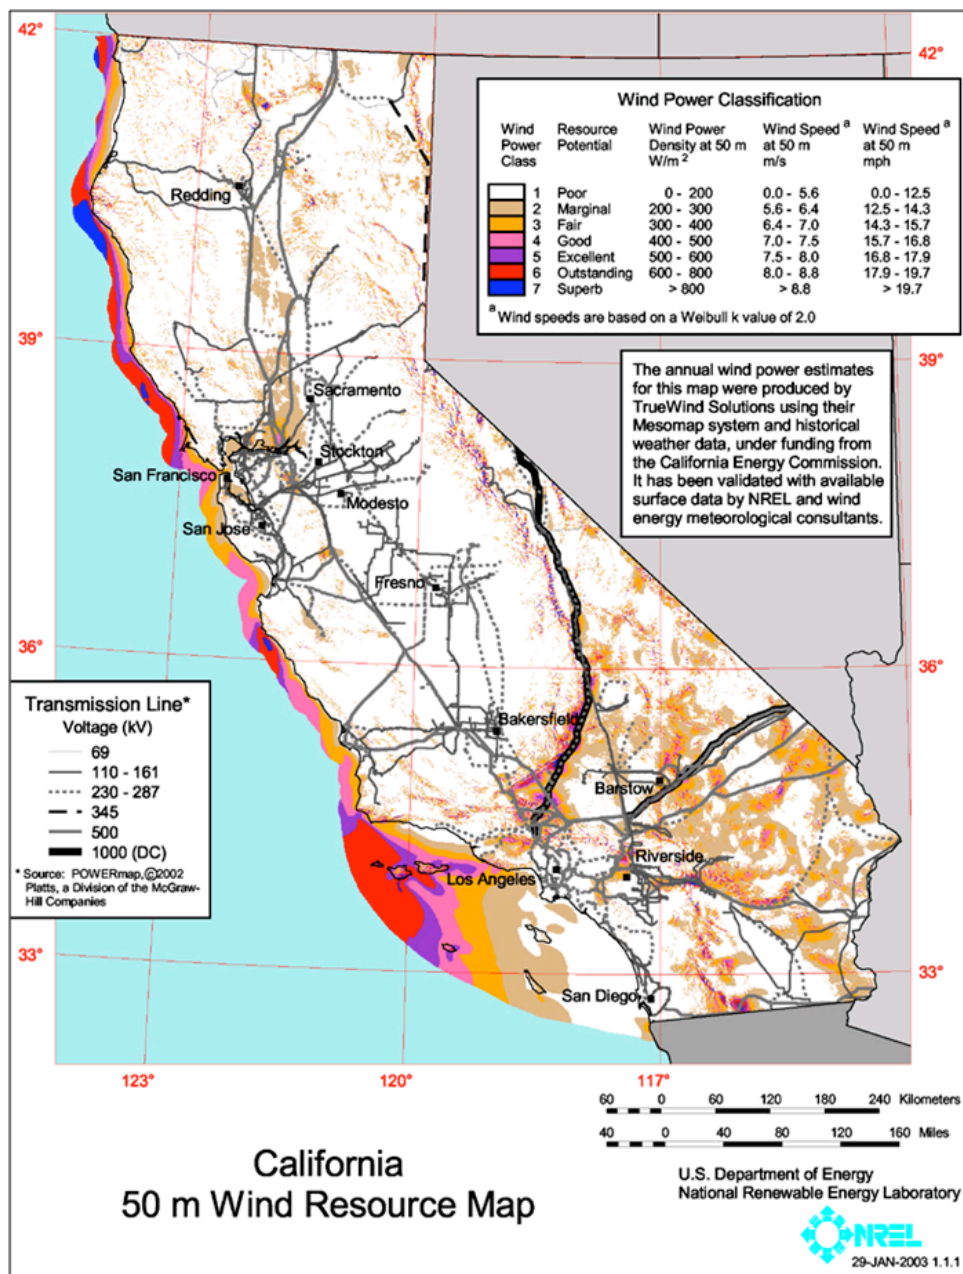 42°
42°
Wind Power Classification
Wind Power Class
Resource Potential
Wind Power Density at 50 m W/m 2
Wind Speed a at 50 m m/s
Wind Speed a at 50 m mph
1 Poor 0 - 200 0.0 - 5.6 0.0 - 12.5
2 Marginal 200 - 300 5.6 - 6.4 12.5 - 14.3
3 Fair 300 - 400 6.4 - 7.0 14.3 - 15.7
4 Good 400 - 500 7.0 - 7.5 15.7 - 16.8
5 Excellent 500 - 600 7.5 - 8.0 16.8 - 17.9
6 Outstanding 600 - 800 8.0 - 8.8 17.9 - 19.7
7 Superb > 800 > 8.8 > 19.7
a Wind speeds are based on a Weibull k value of 2.0
Redding
39°
39°
The annual wind power estimates
for this map were produced by
TrueWind Solutions using their
Mesomap system and historical
weather data, under funding from
the California Energy Commission.
It has been validated with available
surface data by NREL and wind
energy meteorological consultants.
Sacramento
Stockton
San Francisco
Modesto
San Jose
Fresno
36°
36°
Transmission Line*
Voltage (kV)
69
110 - 161
230 - 287
345
500
1000 (DC)
* Source: POWERmap, ©2002
Platts, a Division of the McGraw-
Hill Companies
Bakersfield
Barstow
Riverside
Los Angeles
33°
33°
San Diego
123°
120°
117°
60 0 60 120 180 240 Kilometers
40 0 40 80 120 160 Miles
California
50 m Wind Resource Map
U.S. Department of Energy
National Renewable Energy Laboratory
NREL
29-JAN-2003 1.1.1